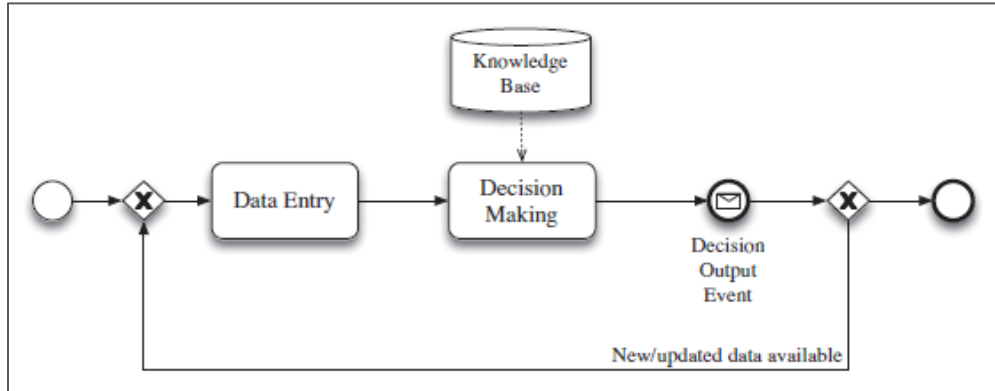 Knowledge
Base
Data Entry
Decision
Making
Decision
Output
Event
New/updated data available